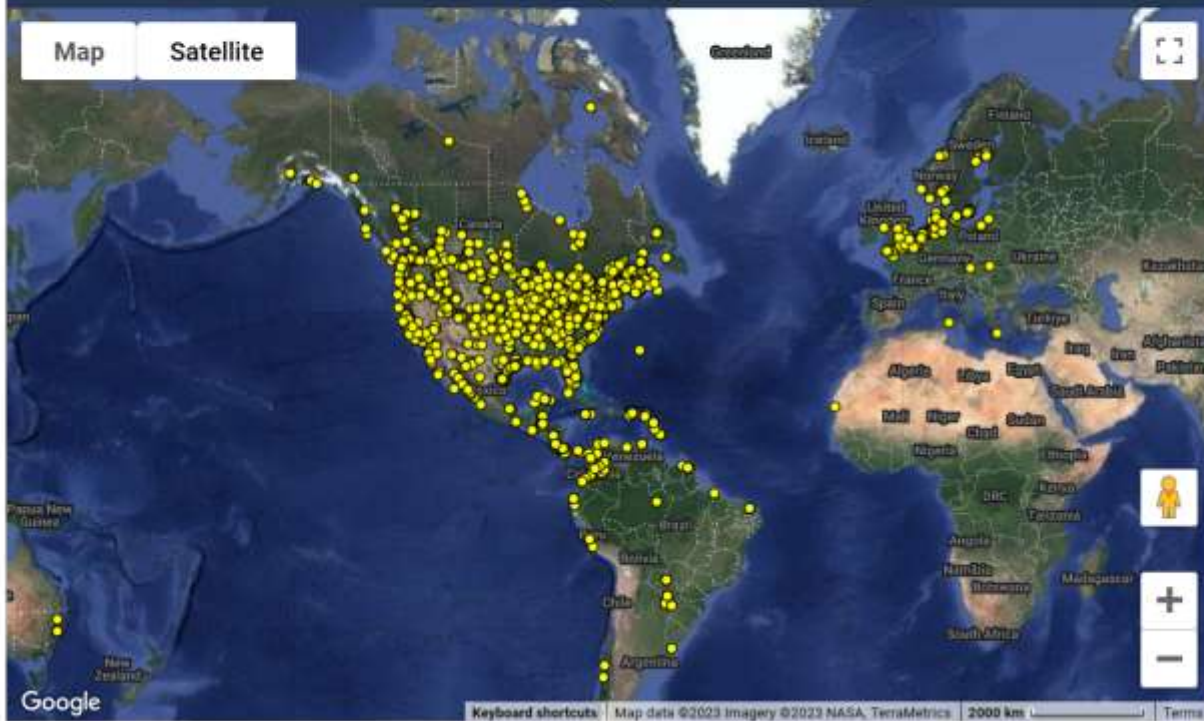 Map
Satellite
Greenland
Finland
Iceland
Sweden
Norway
United
Kingdom
Canada
Poland
Germany
Ukraine
Kazakhsta
France
Italy
Spain
Türkiye
Afghanista
Iraq
Iran
Pakistan
Algeria
Libya
Egypt
Saudi Arabia
Mali
Niger
Sudan
Chad
Nigeria
Ethiopia
Venezuela
Kenya
DRC
Papua New
Guinea
Tanzania
Brazil
Peru
Angola
Bolivia
Namibia
Botswana
Madagascar
Chile
South Africa
New
Zealand
Argentina
Google
Keyboard shortcuts
Map data ©2023 Imagery ©2023 NASA, TerraMetrics
2000 km
Terms